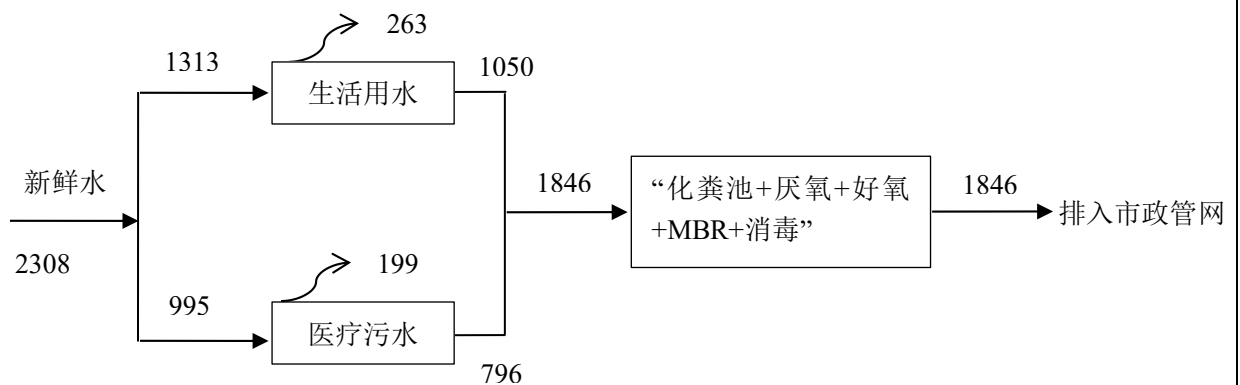 263
1313
1050
生活用水
新鲜水
2308
1846
“化粪池+厌氧+好氧
+MBR+消毒”
1846
排入市政管网
199
995
医疗污水
796